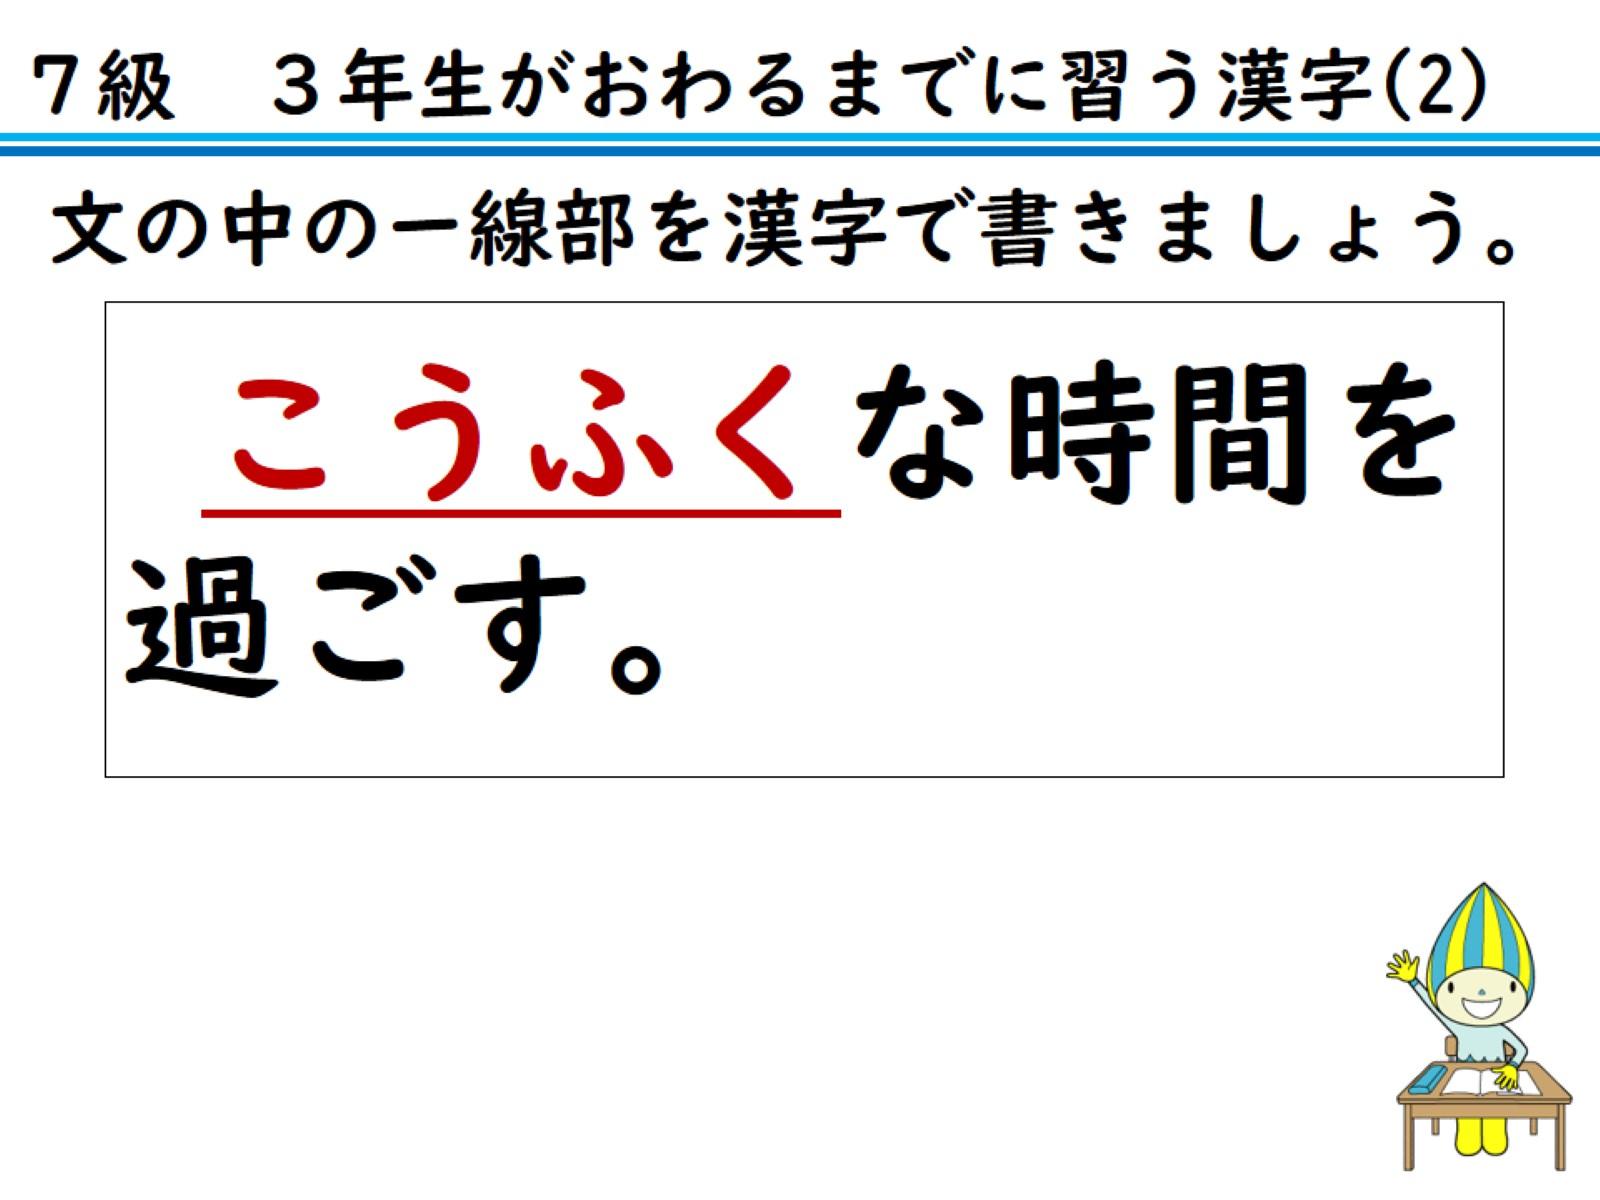 ７級　３年生がおわるまでに習う漢字(2)
文の中の一線部を漢字で書きましょう。
こうふくな時間を
過ごす。